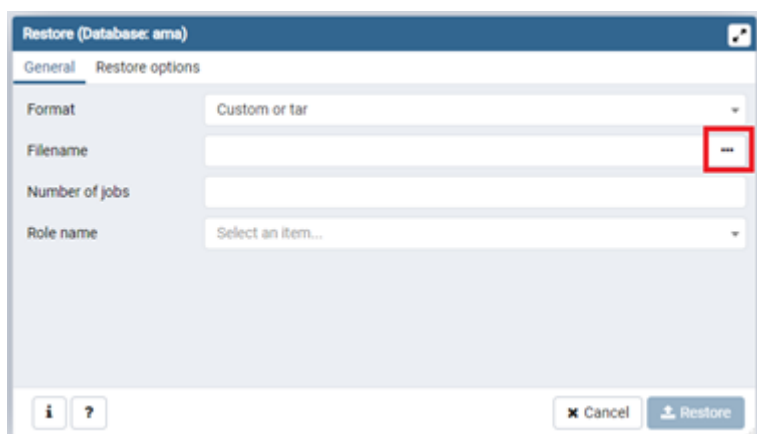 Restore (Database: ama)
General Restore options
Format Custom or tar
Filename ...
Number of jobs
Role name Select an item...
i ? Cancel Restore